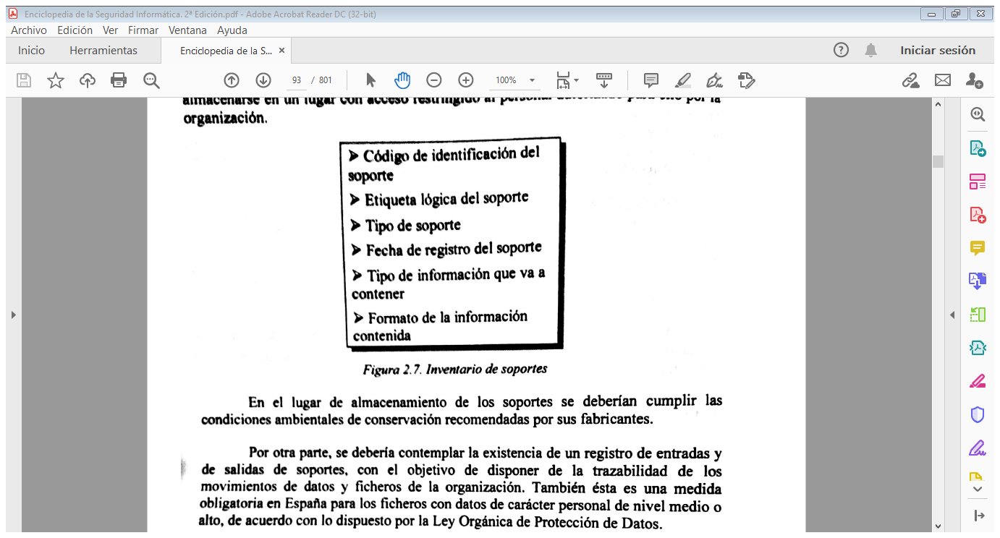 Enciclopedia de la Seguridad Informática. 2ª Edición.pdf - Adobe Acrobat Reader DC (32-bit)
Archivo Edición Ver Firmar Ventana Ayuda
Inicio Herramientas Enciclopedia de la S... × Iniciar sesión
93 / 801 100%
almacenarse en un lugar con acceso restringido al personal autorizado para ello por la
organización.
➤ Código de identificación del
soporte
➤ Etiqueta lógica del soporte
➤ Tipo de soporte
➤ Fecha de registro del soporte
➤ Tipo de información que va a
contener
➤ Formato de la información
contenida
Figura 2.7. Inventario de soportes
En el lugar de almacenamiento de los soportes se deberían cumplir las
condiciones ambientales de conservación recomendadas por sus fabricantes.
Por otra parte, se debería contemplar la existencia de un registro de entradas y
de salidas de soportes, con el objetivo de disponer de la trazabilidad de los
movimientos de datos y ficheros de la organización. También ésta es una medida
obligatoria en España para los ficheros con datos de carácter personal de nivel medio o
alto, de acuerdo con lo dispuesto por la Ley Orgánica de Protección de Datos.